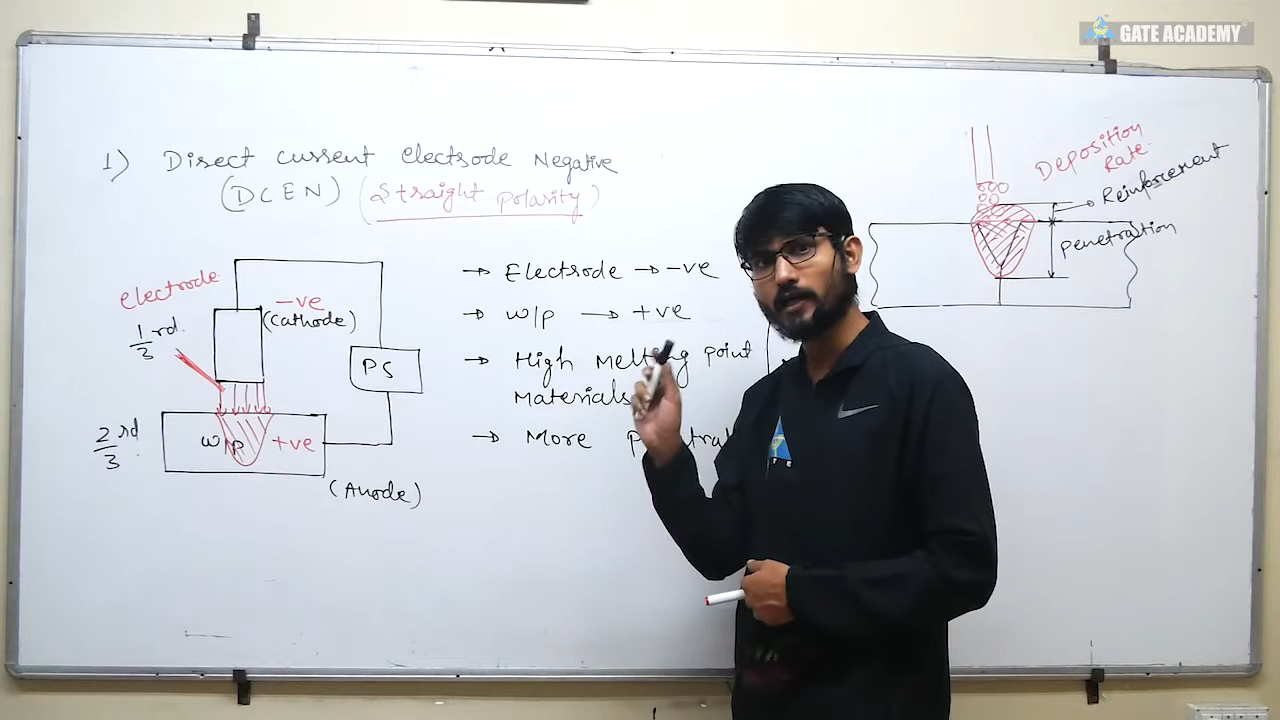 GATE ACADEMY
1) Direct current electrode Negative
(DCEN) (Straight polarity)
electrode
1/3 rd.
-ve
(Cathode)
PS
2/3 rd.
w/p +ve
(Anode)
→ Electrode → -ve
→ w/p → +ve
→ High Melting point
Materials
→ More
Deposition
Rate.
Reinforcement
penetration